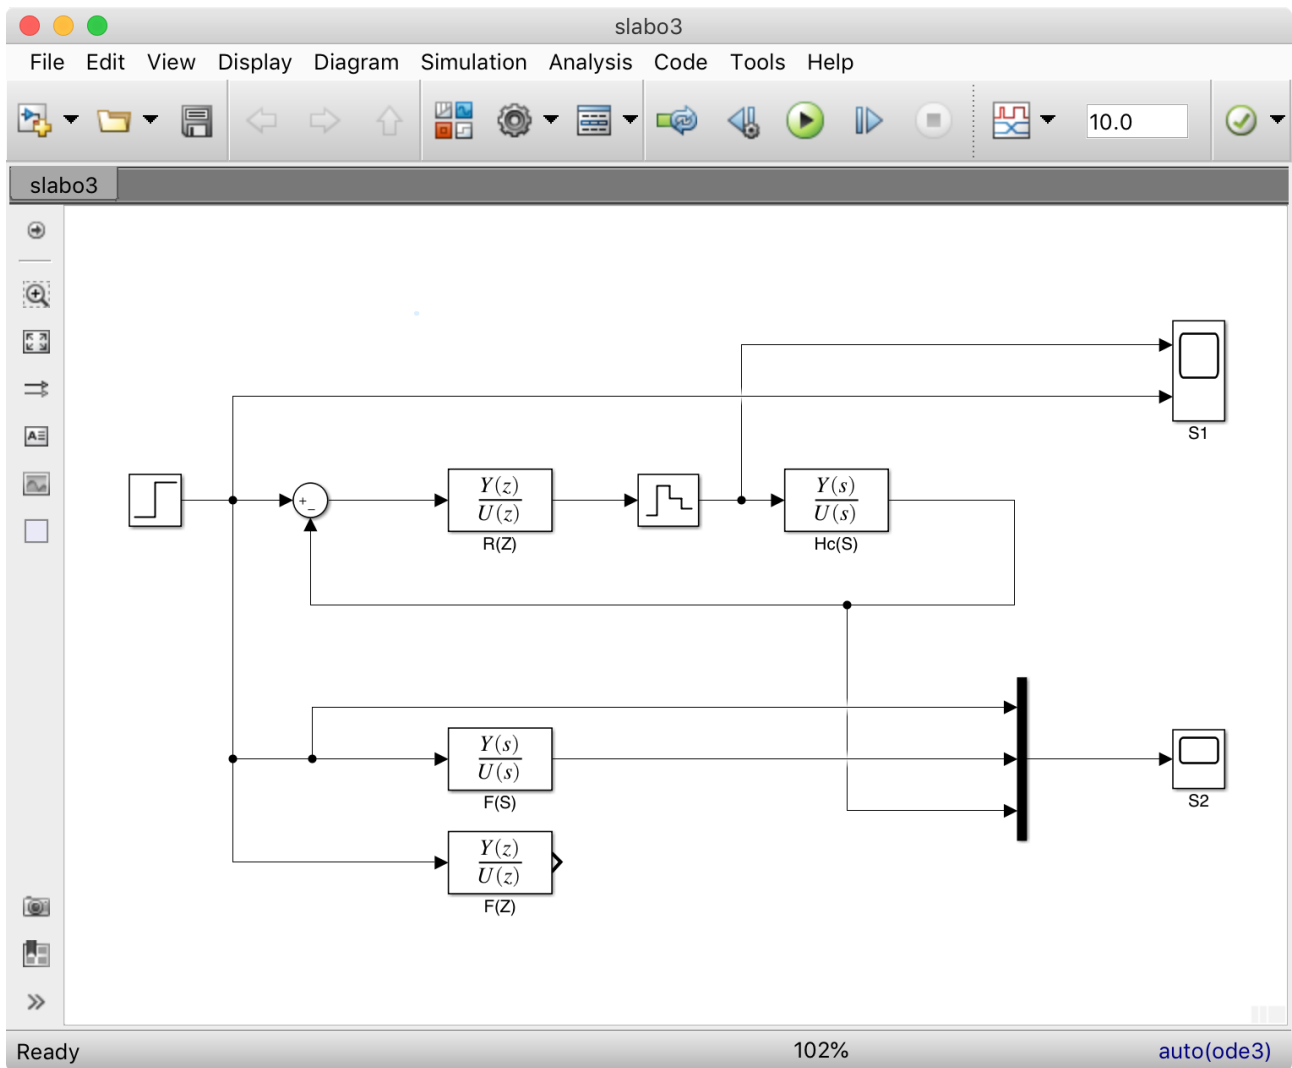 slabo3
File Edit View Display Diagram Simulation Analysis Code Tools Help
10.0
slabo3
S1
+
−
Y(z)
U(z)
R(Z)
Y(s)
U(s)
Hc(S)
Y(s)
U(s)
F(S)
S2
Y(z)
U(z)
F(Z)
Ready 102% auto(ode3)